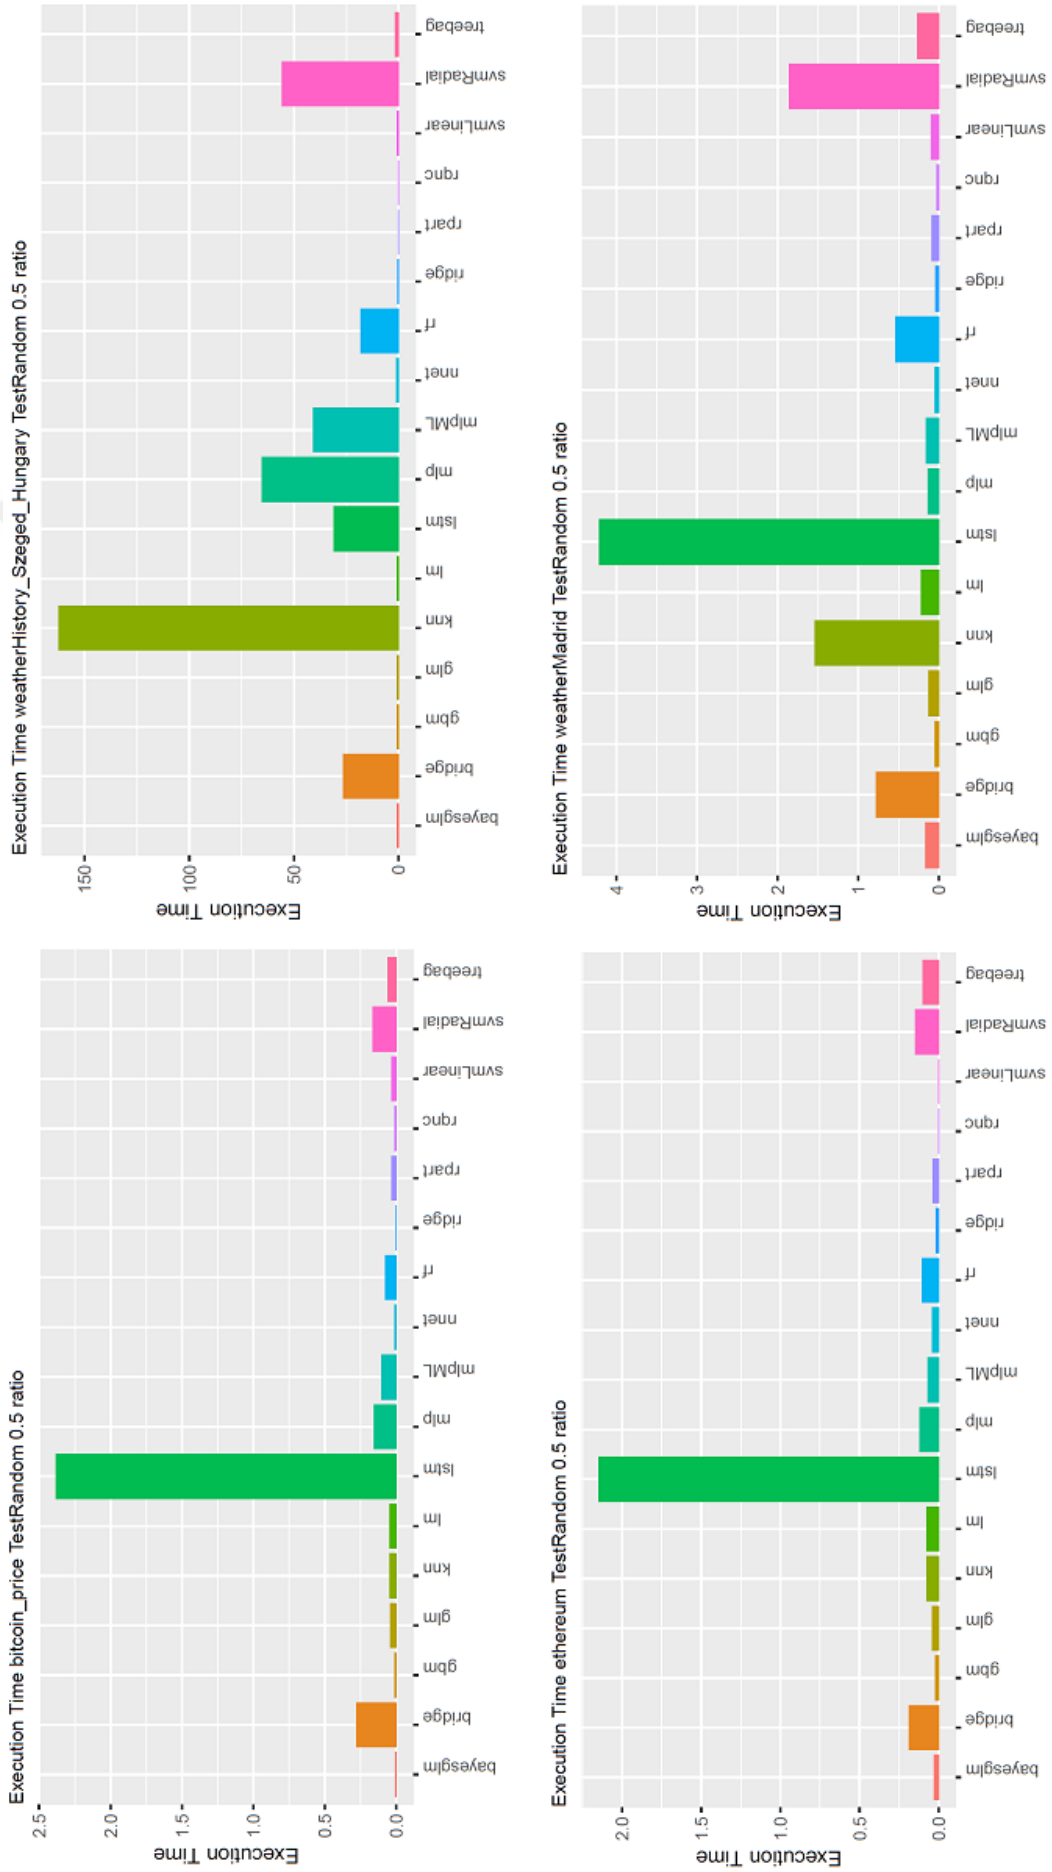 Execution Time bitcoin_price TestRandom 0.5 ratio
Execution Time
2.5
2.0
1.5
1.0
0.5
0.0
bayesglm
bridge
gbm
glm
knn
lm
lstm
mlp
mlpML
nnet
rf
ridge
rpart
rqnc
svmLinear
svmRadial
treebag
Execution Time weatherHistory_Szeged_Hungary TestRandom 0.5 ratio
Execution Time
150
100
50
0
bayesglm
bridge
gbm
glm
knn
lm
lstm
mlp
mlpML
nnet
rf
ridge
rpart
rqnc
svmLinear
svmRadial
treebag
Execution Time ethereum TestRandom 0.5 ratio
Execution Time
2.0
1.5
1.0
0.5
0.0
bayesglm
bridge
gbm
glm
knn
lm
lstm
mlp
mlpML
nnet
rf
ridge
rpart
rqnc
svmLinear
svmRadial
treebag
Execution Time weatherMadrid TestRandom 0.5 ratio
Execution Time
4
3
2
1
0
bayesglm
bridge
gbm
glm
knn
lm
lstm
mlp
mlpML
nnet
rf
ridge
rpart
rqnc
svmLinear
svmRadial
treebag